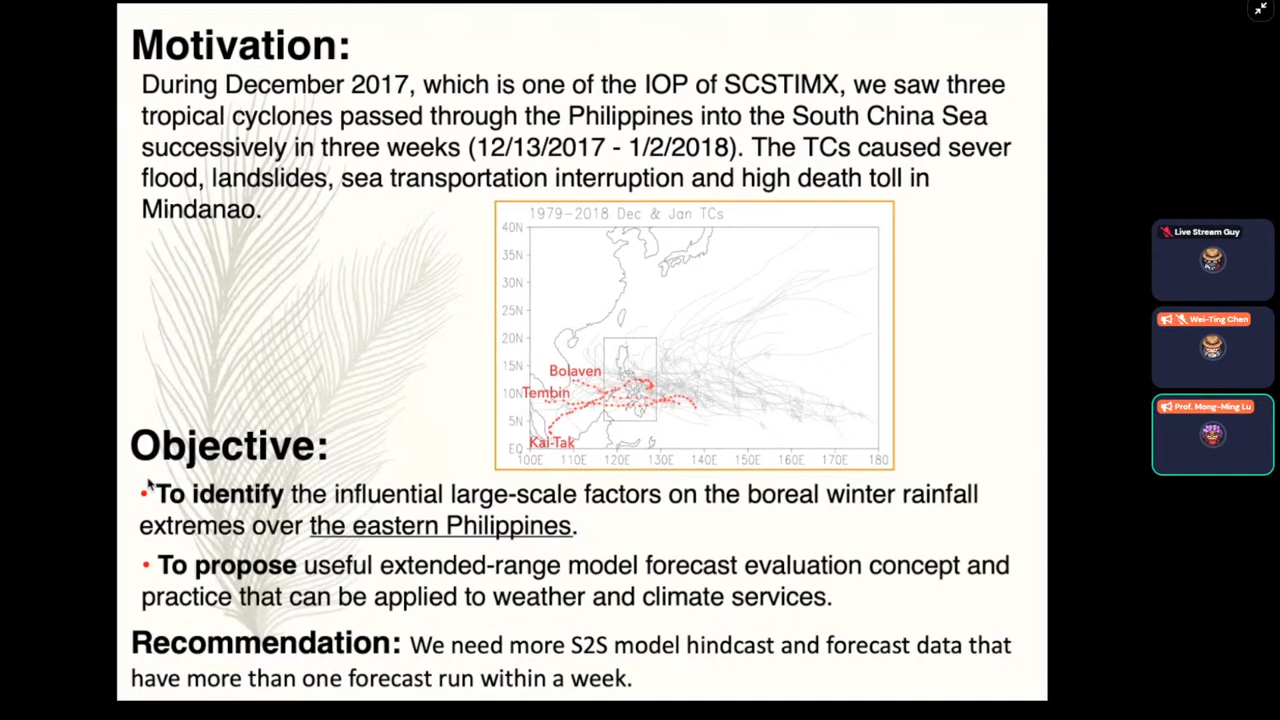 Motivation:
During December 2017, which is one of the IOP of SCSTIMX, we saw three
tropical cyclones passed through the Philippines into the South China Sea
successively in three weeks (12/13/2017 - 1/2/2018). The TCs caused sever
flood, landslides, sea transportation interruption and high death toll in
Mindanao.
1979-2018 Dec & Jan TCs
40N
35N
30N
25N
20N
15N
10N
5N
EQ
Bolaven
Tembin
Kai-Tak
100E 110E 120E 130E 140E 150E 160E 170E 180
Objective:
• To identify the influential large-scale factors on the boreal winter rainfall
extremes over the eastern Philippines.
• To propose useful extended-range model forecast evaluation concept and
practice that can be applied to weather and climate services.
Recommendation: We need more S2S model hindcast and forecast data that
have more than one forecast run within a week.
Live Stream Guy
Wei-Ting Chen
Prof. Mong-Ming Lu